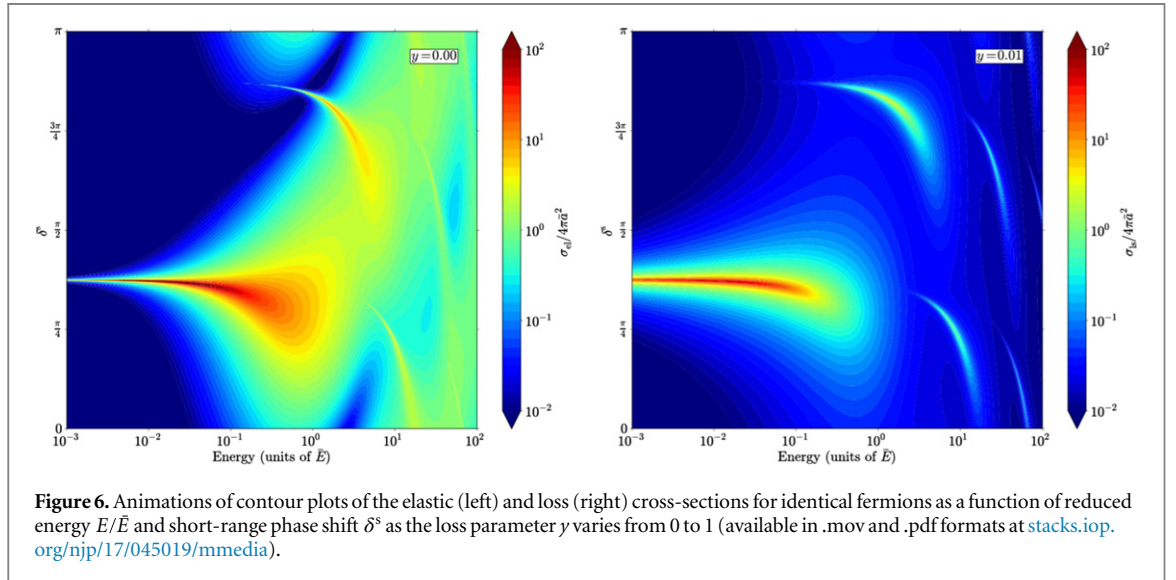 π
3π/4
π/2
π/4
0
δˢ
y = 0.00
10⁻³ 10⁻² 10⁻¹ 10⁰ 10¹ 10²
Energy (units of Ē)
10²
10¹
10⁰
10⁻¹
10⁻²
σ_el/4πā²
π
3π/4
π/2
π/4
0
δˢ
y = 0.01
10⁻³ 10⁻² 10⁻¹ 10⁰ 10¹ 10²
Energy (units of Ē)
10²
10¹
10⁰
10⁻¹
10⁻²
σ_ls/4πā²
Figure 6. Animations of contour plots of the elastic (left) and loss (right) cross-sections for identical fermions as a function of reduced
energy E/Ē and short-range phase shift δˢ as the loss parameter y varies from 0 to 1 (available in .mov and .pdf formats at stacks.iop.
org/njp/17/045019/mmedia).